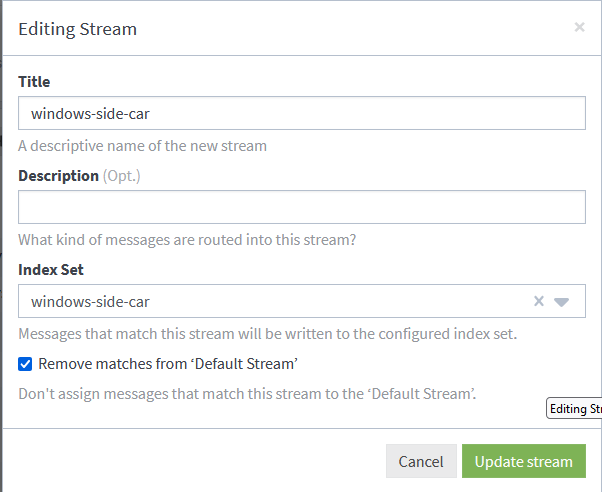 Editing Stream
×
Title
windows-side-car
A descriptive name of the new stream
Description (Opt.)
What kind of messages are routed into this stream?
Index Set
windows-side-car
Messages that match this stream will be written to the configured index set.
Remove matches from ‘Default Stream’
Don't assign messages that match this stream to the ‘Default Stream’.
Editing
Cancel Update stream